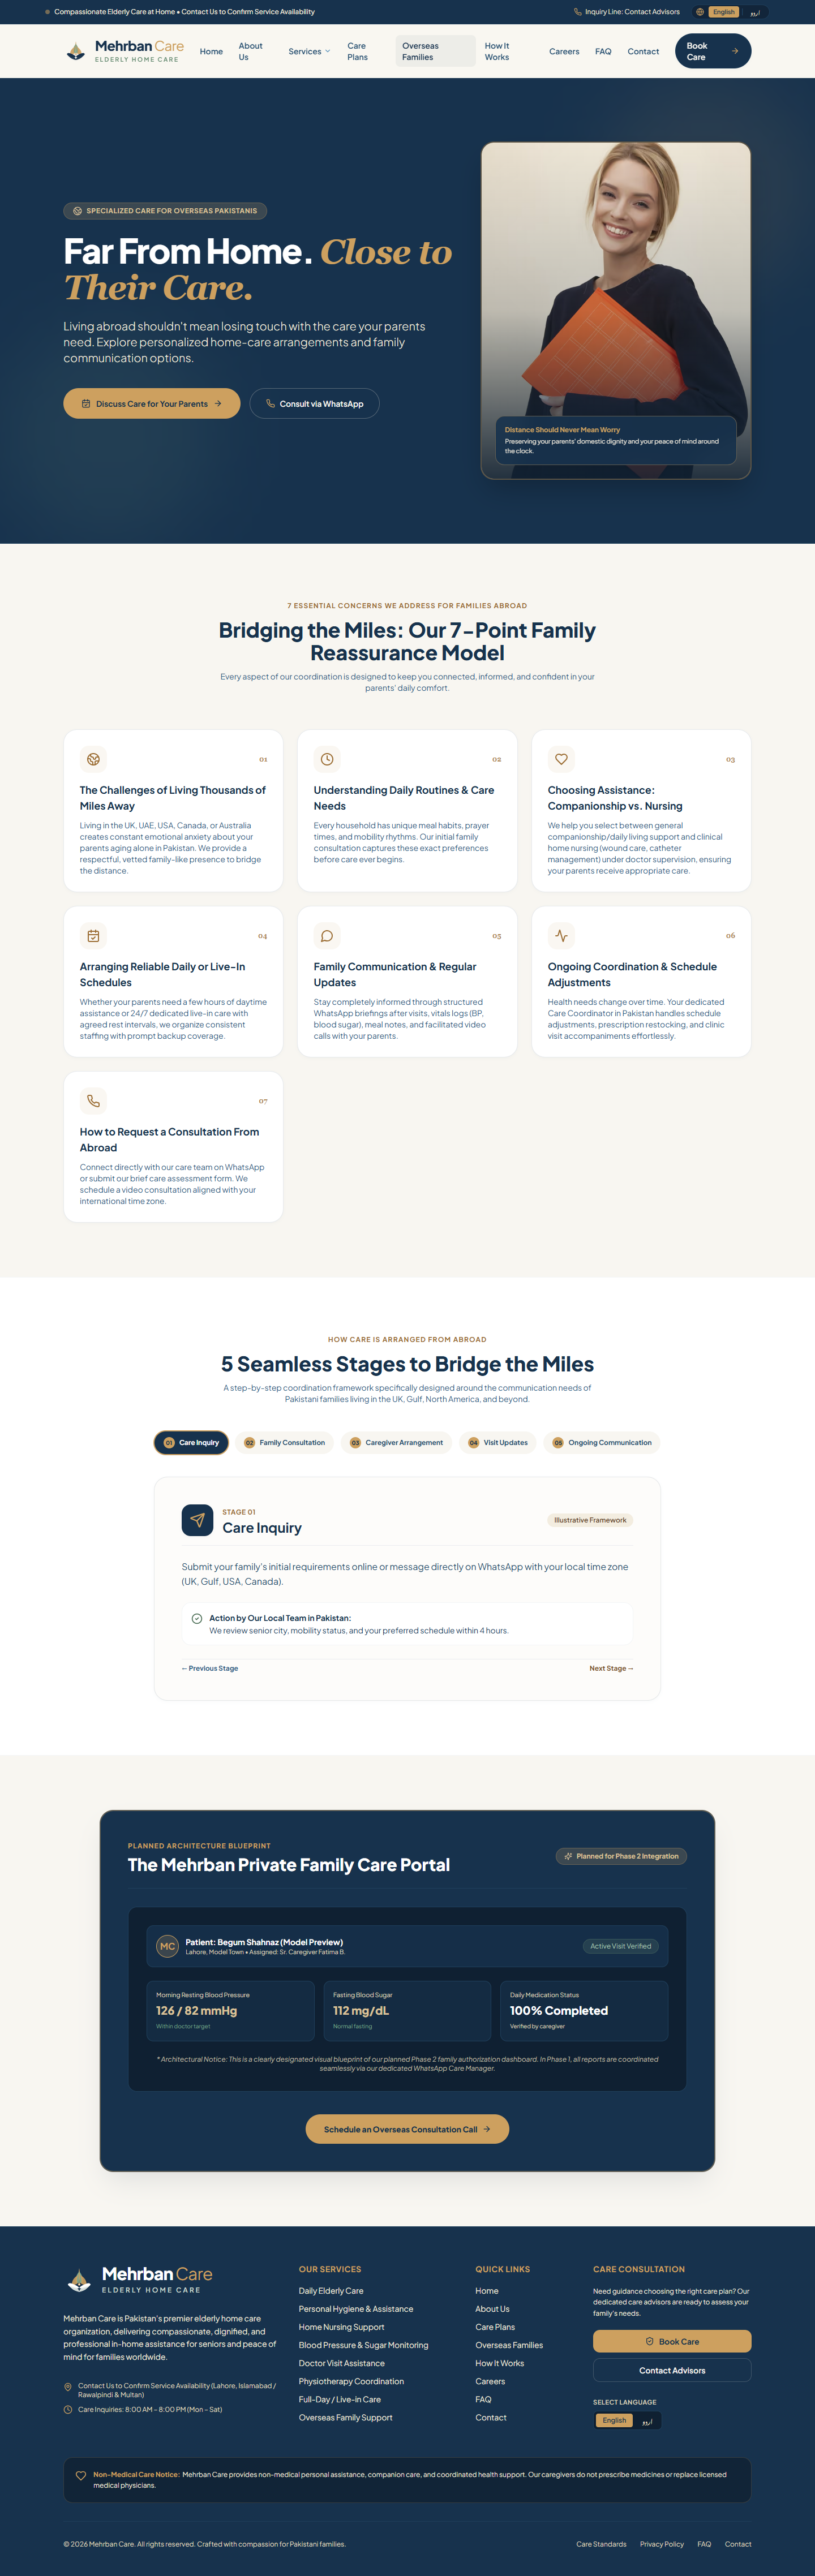 Compassionate Elderly Care at Home • Contact Us to Confirm Service Availability
Inquiry Line: Contact Advisors
English
اردو
Mehrban Care
ELDERLY HOME CARE
Home
About Us
Services
Care Plans
Overseas Families
How It Works
Careers
FAQ
Contact
Book Care
SPECIALIZED CARE FOR OVERSEAS PAKISTANIS
Far From Home. Close to
Their Care.
Living abroad shouldn't mean losing touch with the care your parents
need. Explore personalized home-care arrangements and family
communication options.
Discuss Care for Your Parents
Consult via WhatsApp
Distance Should Never Mean Worry
Preserving your parents' domestic dignity and your peace of mind around
the clock.
7 ESSENTIAL CONCERNS WE ADDRESS FOR FAMILIES ABROAD
Bridging the Miles: Our 7-Point Family
Reassurance Model
Every aspect of our coordination is designed to keep you connected, informed, and confident in your
parents' daily comfort.
01
The Challenges of Living Thousands of
Miles Away
Living in the UK, UAE, USA, Canada, or Australia
creates constant emotional anxiety about your
parents aging alone in Pakistan. We provide a
respectful, vetted family-like presence to bridge
the distance.
02
Understanding Daily Routines & Care
Needs
Every household has unique meal habits, prayer
times, and mobility rhythms. Our initial family
consultation captures these exact preferences
before care ever begins.
03
Choosing Assistance:
Companionship vs. Nursing
We help you select between general
companionship/daily living support and clinical
home nursing (wound care, catheter
management) under doctor supervision, ensuring
your parents receive appropriate care.
04
Arranging Reliable Daily or Live-In
Schedules
Whether your parents need a few hours of daytime
assistance or 24/7 dedicated live-in care with
agreed rest intervals, we organize consistent
staffing with prompt backup coverage.
05
Family Communication & Regular
Updates
Stay completely informed through structured
WhatsApp briefings after visits, vitals logs (BP,
blood sugar), meal notes, and facilitated video
calls with your parents.
06
Ongoing Coordination & Schedule
Adjustments
Health needs change over time. Your dedicated
Care Coordinator in Pakistan handles schedule
adjustments, prescription restocking, and clinic
visit accompaniments effortlessly.
07
How to Request a Consultation From
Abroad
Connect directly with our care team on WhatsApp
or submit our brief care assessment form. We
schedule a video consultation aligned with your
international time zone.
HOW CARE IS ARRANGED FROM ABROAD
5 Seamless Stages to Bridge the Miles
A step-by-step coordination framework specifically designed around the communication needs of
Pakistani families living in the UK, Gulf, North America, and beyond.
01 Care Inquiry
02 Family Consultation
03 Caregiver Arrangement
04 Visit Updates
05 Ongoing Communication
STAGE 01
Care Inquiry
Illustrative Framework
Submit your family's initial requirements online or message directly on WhatsApp with your local time zone
(UK, Gulf, USA, Canada).
Action by Our Local Team in Pakistan:
We review senior city, mobility status, and your preferred schedule within 4 hours.
← Previous Stage
Next Stage →
PLANNED ARCHITECTURE BLUEPRINT
The Mehrban Private Family Care Portal
Planned for Phase 2 Integration
MC
Patient: Begum Shahnaz (Model Preview)
Lahore, Model Town • Assigned: Sr. Caregiver Fatima B.
Active Visit Verified
Morning Resting Blood Pressure
126 / 82 mmHg
Within doctor target
Fasting Blood Sugar
112 mg/dL
Normal fasting
Daily Medication Status
100% Completed
Verified by caregiver
* Architectural Notice: This is a clearly designated visual blueprint of our planned Phase 2 family authorization dashboard. In Phase 1, all reports are coordinated
seamlessly via our dedicated WhatsApp Care Manager.
Schedule an Overseas Consultation Call
Mehrban Care
ELDERLY HOME CARE
Mehrban Care is Pakistan's premier elderly home care
organization, delivering compassionate, dignified, and
professional in-home assistance for seniors and peace of
mind for families worldwide.
Contact Us to Confirm Service Availability (Lahore, Islamabad /
Rawalpindi & Multan)
Care Inquiries: 8:00 AM – 8:00 PM (Mon – Sat)
OUR SERVICES
Daily Elderly Care
Personal Hygiene & Assistance
Home Nursing Support
Blood Pressure & Sugar Monitoring
Doctor Visit Assistance
Physiotherapy Coordination
Full-Day / Live-in Care
Overseas Family Support
QUICK LINKS
Home
About Us
Care Plans
Overseas Families
How It Works
Careers
FAQ
Contact
CARE CONSULTATION
Need guidance choosing the right care plan? Our
dedicated care advisors are ready to assess your
family's needs.
Book Care
Contact Advisors
SELECT LANGUAGE
English
اردو
Non-Medical Care Notice: Mehrban Care provides non-medical personal assistance, companion care, and coordinated health support. Our caregivers do not prescribe medicines or replace licensed
medical physicians.
© 2026 Mehrban Care. All rights reserved. Crafted with compassion for Pakistani families.
Care Standards
Privacy Policy
FAQ
Contact